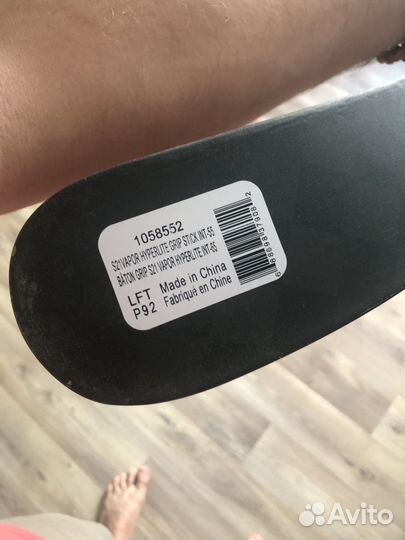 1058552
S21 VAPOR HYPERLITE GRIP STICK INT-55
BÂTON GRIP S21 VAPOR HYPERLITE INT-65
LFT Made in China
P92 Fabriqué en Chine
Avito